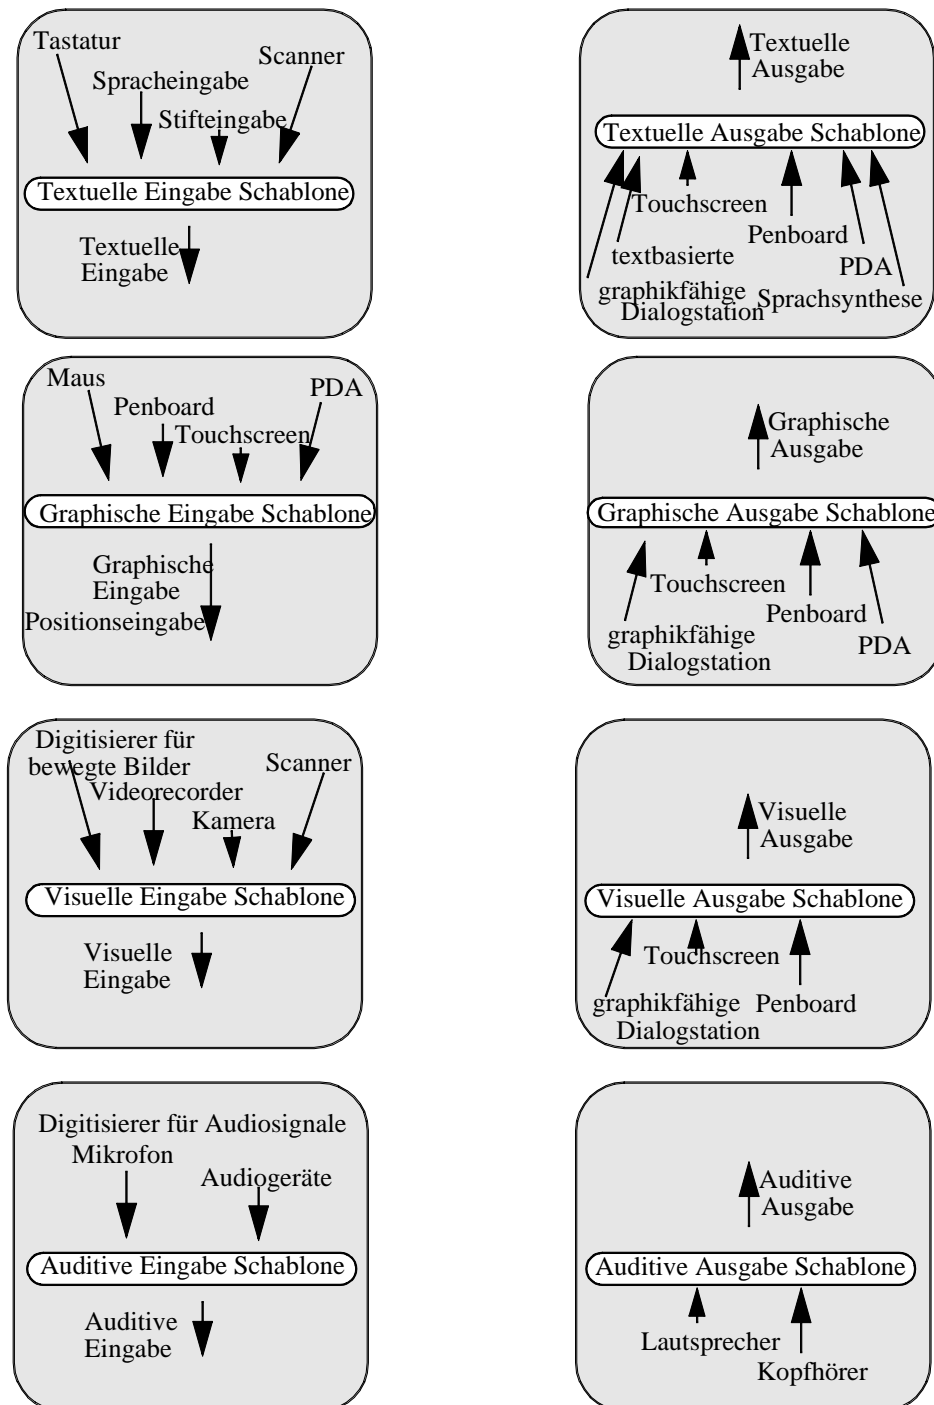 Tastatur
Scanner
Spracheingabe
Stifteingabe
Textuelle Eingabe Schablone
Textuelle
Eingabe
Textuelle
Ausgabe
Textuelle Ausgabe Schablone
Touchscreen
Penboard
textbasierte
PDA
graphikfähige
Dialogstation
Sprachsynthese
Maus
PDA
Penboard
Touchscreen
Graphische Eingabe Schablone
Graphische
Eingabe
Positionseingabe
Graphische
Ausgabe
Graphische Ausgabe Schablone
Touchscreen
Penboard
graphikfähige
Dialogstation
PDA
Digitisierer für
bewegte Bilder
Scanner
Videorecorder
Kamera
Visuelle Eingabe Schablone
Visuelle
Eingabe
Visuelle
Ausgabe
Visuelle Ausgabe Schablone
Touchscreen
graphikfähige
Dialogstation
Penboard
Digitisierer für Audiosignale
Mikrofon
Audiogeräte
Auditive Eingabe Schablone
Auditive
Eingabe
Auditive
Ausgabe
Auditive Ausgabe Schablone
Lautsprecher
Kopfhörer